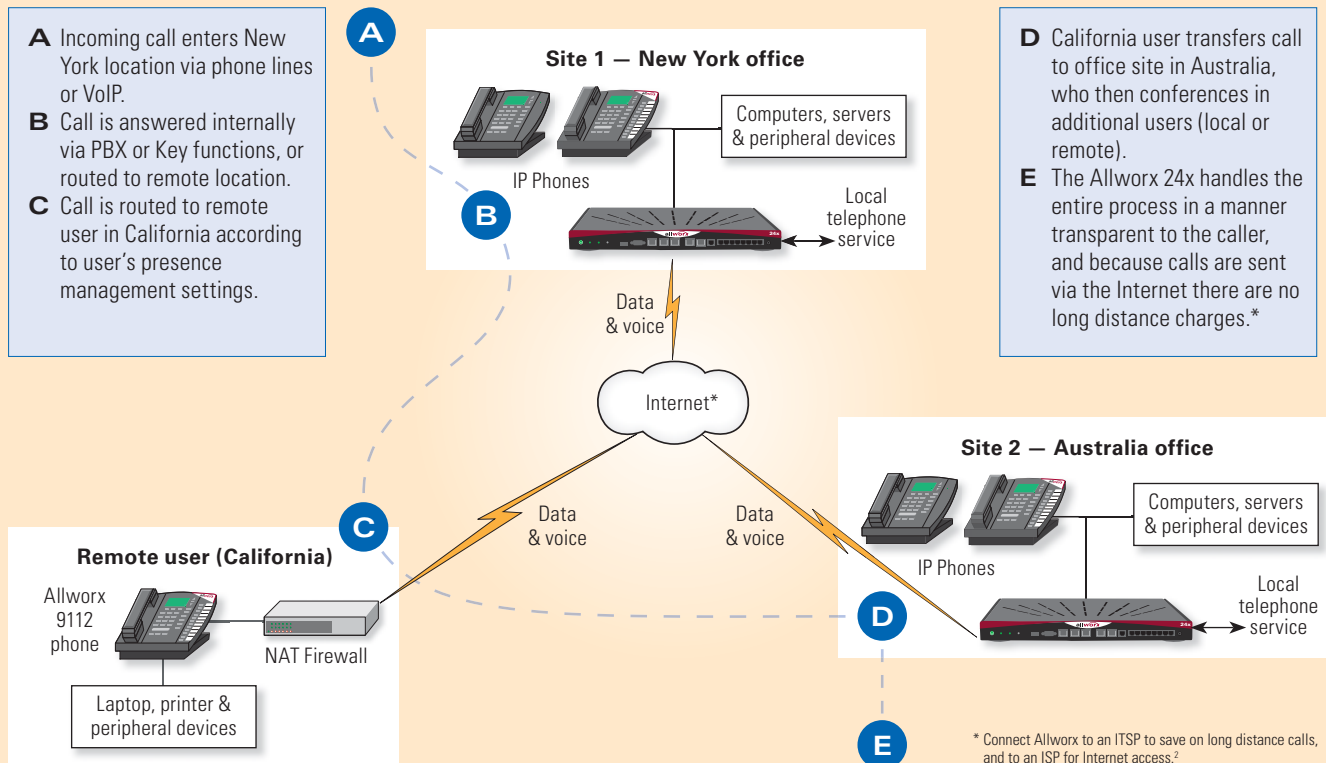 A Incoming call enters New
York location via phone lines
or VoIP.
B Call is answered internally
via PBX or Key functions, or
routed to remote location.
C Call is routed to remote
user in California according
to user's presence
management settings.
A
Site 1 — New York office
Computers, servers
& peripheral devices
IP Phones
B
Local
telephone
service
allworx
24x
D California user transfers call
to office site in Australia,
who then conferences in
additional users (local or
remote).
E The Allworx 24x handles the
entire process in a manner
transparent to the caller,
and because calls are sent
via the Internet there are no
long distance charges.*
Data
& voice
Internet*
Site 2 — Australia office
Computers, servers
& peripheral devices
IP Phones
Local
telephone
service
allworx
24x
C
Data
& voice
Data
& voice
Remote user (California)
Allworx
9112
phone
NAT Firewall
Laptop, printer &
peripheral devices
D
E
* Connect Allworx to an ITSP to save on long distance calls,
and to an ISP for Internet access.2